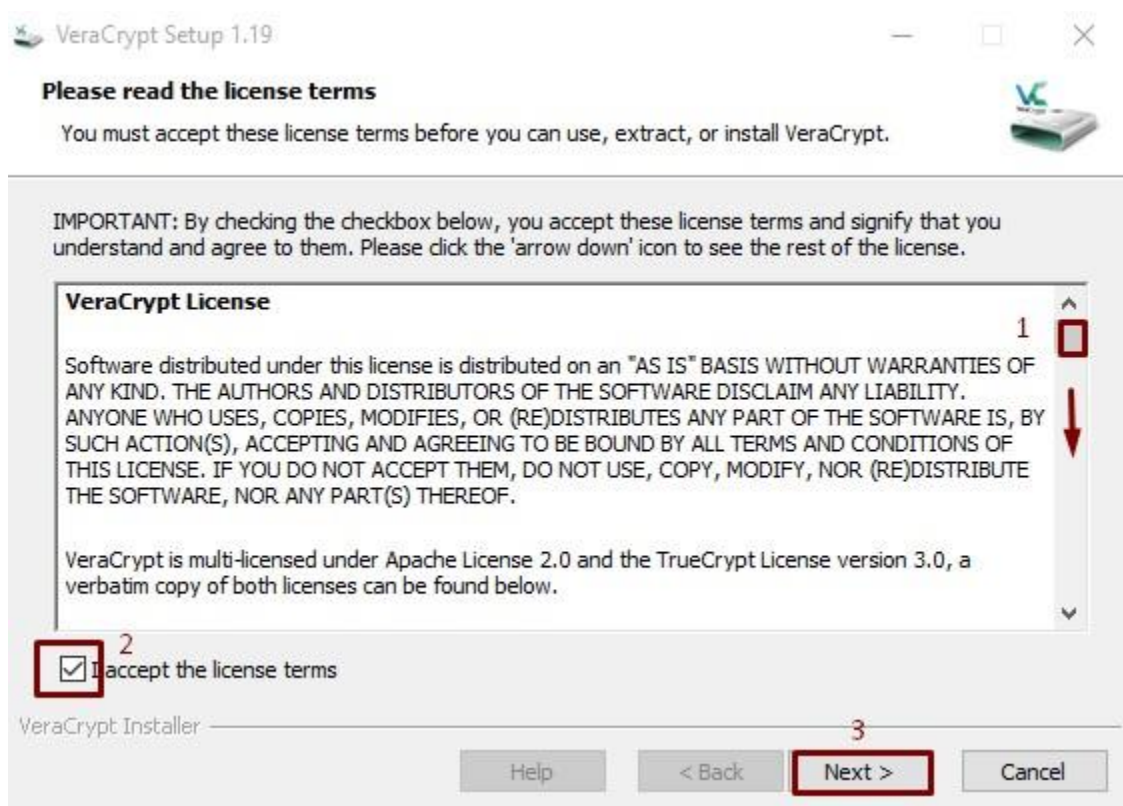 VeraCrypt Setup 1.19
Please read the license terms
You must accept these license terms before you can use, extract, or install VeraCrypt.
VC
IMPORTANT: By checking the checkbox below, you accept these license terms and signify that you
understand and agree to them. Please click the 'arrow down' icon to see the rest of the license.
VeraCrypt License
1
Software distributed under this license is distributed on an "AS IS" BASIS WITHOUT WARRANTIES OF
ANY KIND. THE AUTHORS AND DISTRIBUTORS OF THE SOFTWARE DISCLAIM ANY LIABILITY.
ANYONE WHO USES, COPIES, MODIFIES, OR (RE)DISTRIBUTES ANY PART OF THE SOFTWARE IS, BY
SUCH ACTION(S), ACCEPTING AND AGREEING TO BE BOUND BY ALL TERMS AND CONDITIONS OF
THIS LICENSE. IF YOU DO NOT ACCEPT THEM, DO NOT USE, COPY, MODIFY, NOR (RE)DISTRIBUTE
THE SOFTWARE, NOR ANY PART(S) THEREOF.
VeraCrypt is multi-licensed under Apache License 2.0 and the TrueCrypt License version 3.0, a
verbatim copy of both licenses can be found below.
2
I accept the license terms
VeraCrypt Installer
3
Help
< Back
Next >
Cancel